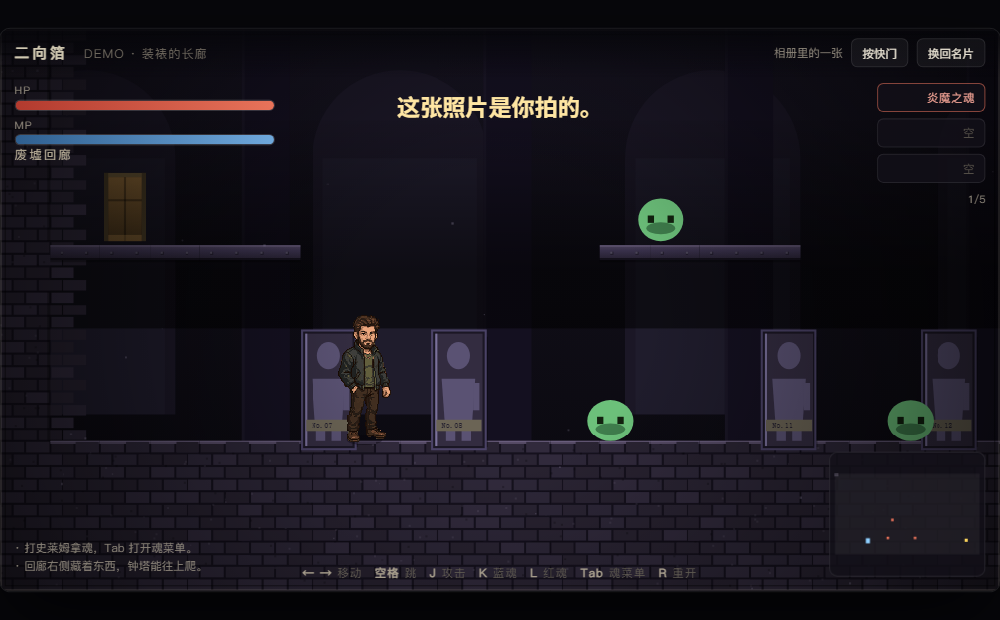 二向箔 DEMO · 装裱的长廊
相册里的一张 按快门 换回名片
HP
MP
废墟回廊
这张照片是你拍的。
炎魔之魂
空
空
1/5
No.07
No.08
No.11
No.12
· 打史莱姆拿魂，Tab 打开魂菜单。
· 回廊右侧藏着东西，钟塔能往上爬。
← → 移动 空格 跳 J 攻击 K 蓝魂 L 红魂 Tab 魂菜单 R 重开